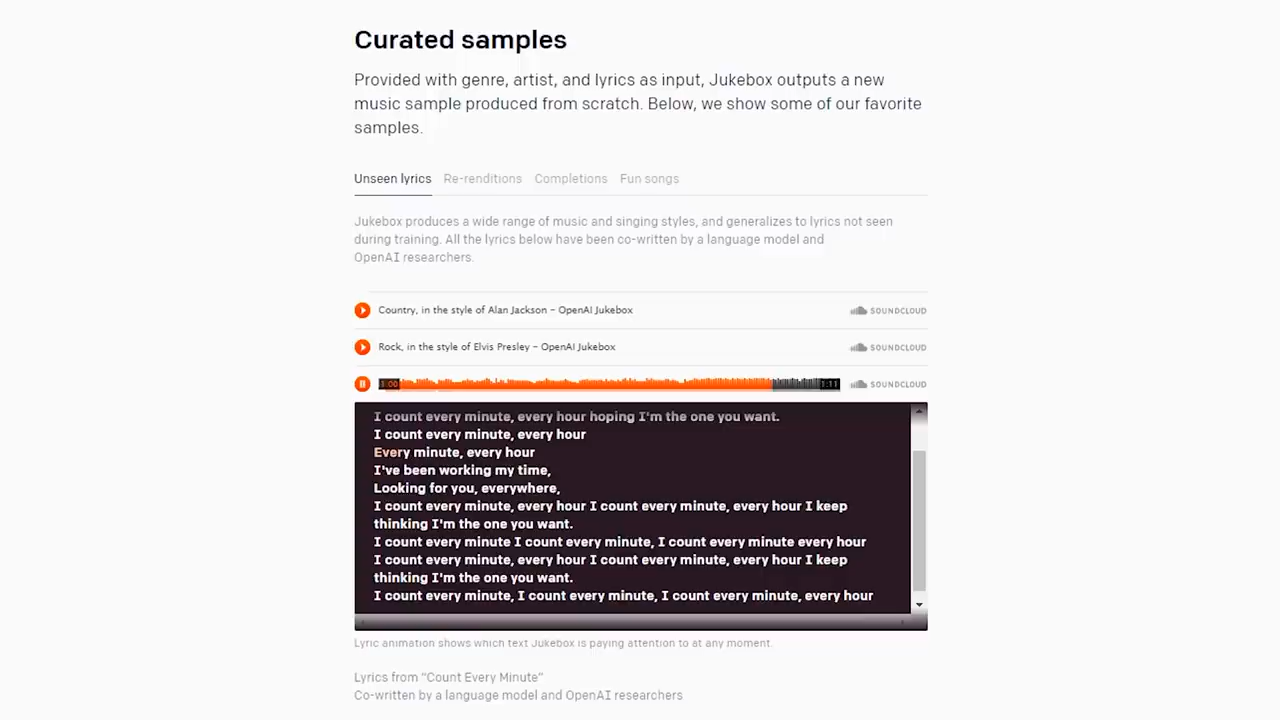 Curated samples
Provided with genre, artist, and lyrics as input, Jukebox outputs a new
music sample produced from scratch. Below, we show some of our favorite
samples.
Unseen lyrics Re-renditions Completions Fun songs
Jukebox produces a wide range of music and singing styles, and generalizes to lyrics not seen
during training. All the lyrics below have been co-written by a language model and
OpenAI researchers.
Country, in the style of Alan Jackson – OpenAI Jukebox SOUNDCLOUD
Rock, in the style of Elvis Presley – OpenAI Jukebox SOUNDCLOUD
1:00 1:11 SOUNDCLOUD
I count every minute, every hour hoping I'm the one you want.
I count every minute, every hour
Every minute, every hour
I've been working my time,
Looking for you, everywhere,
I count every minute, every hour I count every minute, every hour I keep
thinking I'm the one you want.
I count every minute I count every minute, I count every minute every hour
I count every minute, every hour I count every minute, every hour I keep
thinking I'm the one you want.
I count every minute, I count every minute, I count every minute, every hour
Lyric animation shows which text Jukebox is paying attention to at any moment.
Lyrics from "Count Every Minute"
Co-written by a language model and OpenAI researchers